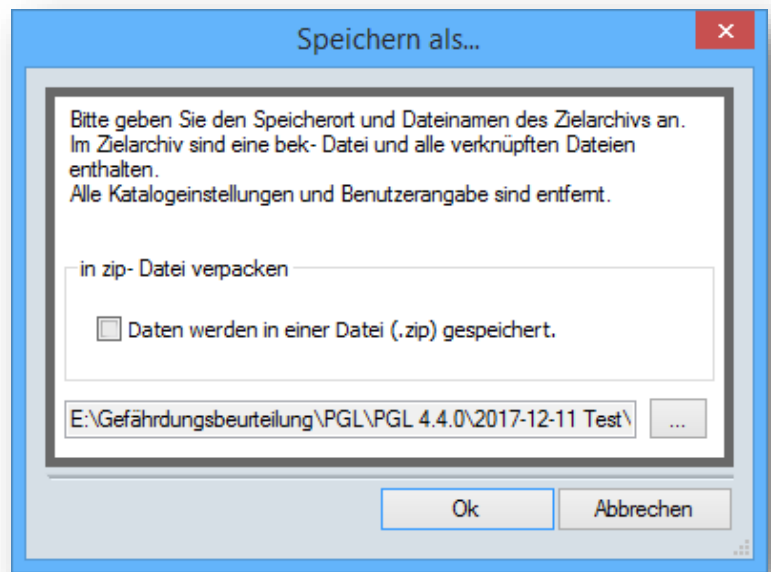 Speichern als...
Bitte geben Sie den Speicherort und Dateinamen des Zielarchivs an.
Im Zielarchiv sind eine bek- Datei und alle verknüpften Dateien
enthalten.
Alle Katalogeinstellungen und Benutzerangabe sind entfernt.
in zip- Datei verpacken
Daten werden in einer Datei (.zip) gespeichert.
E:\Gefährdungsbeurteilung\PGL\PGL 4.4.0\2017-12-11 Test\
...
Ok
Abbrechen